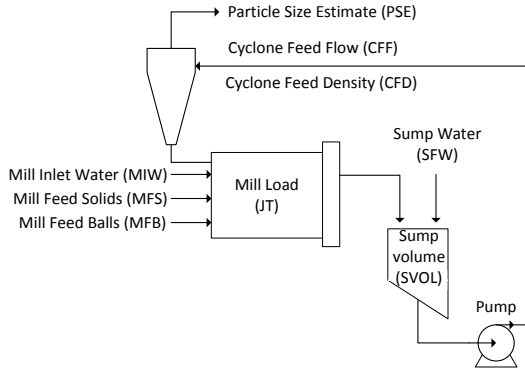 Particle Size Estimate (PSE)
Cyclone Feed Flow (CFF)
Cyclone Feed Density (CFD)
Sump Water
(SFW)
Mill Inlet Water (MIW)
Mill Feed Solids (MFS)
Mill Feed Balls (MFB)
Mill Load
(JT)
Sump
volume
(SVOL)
Pump